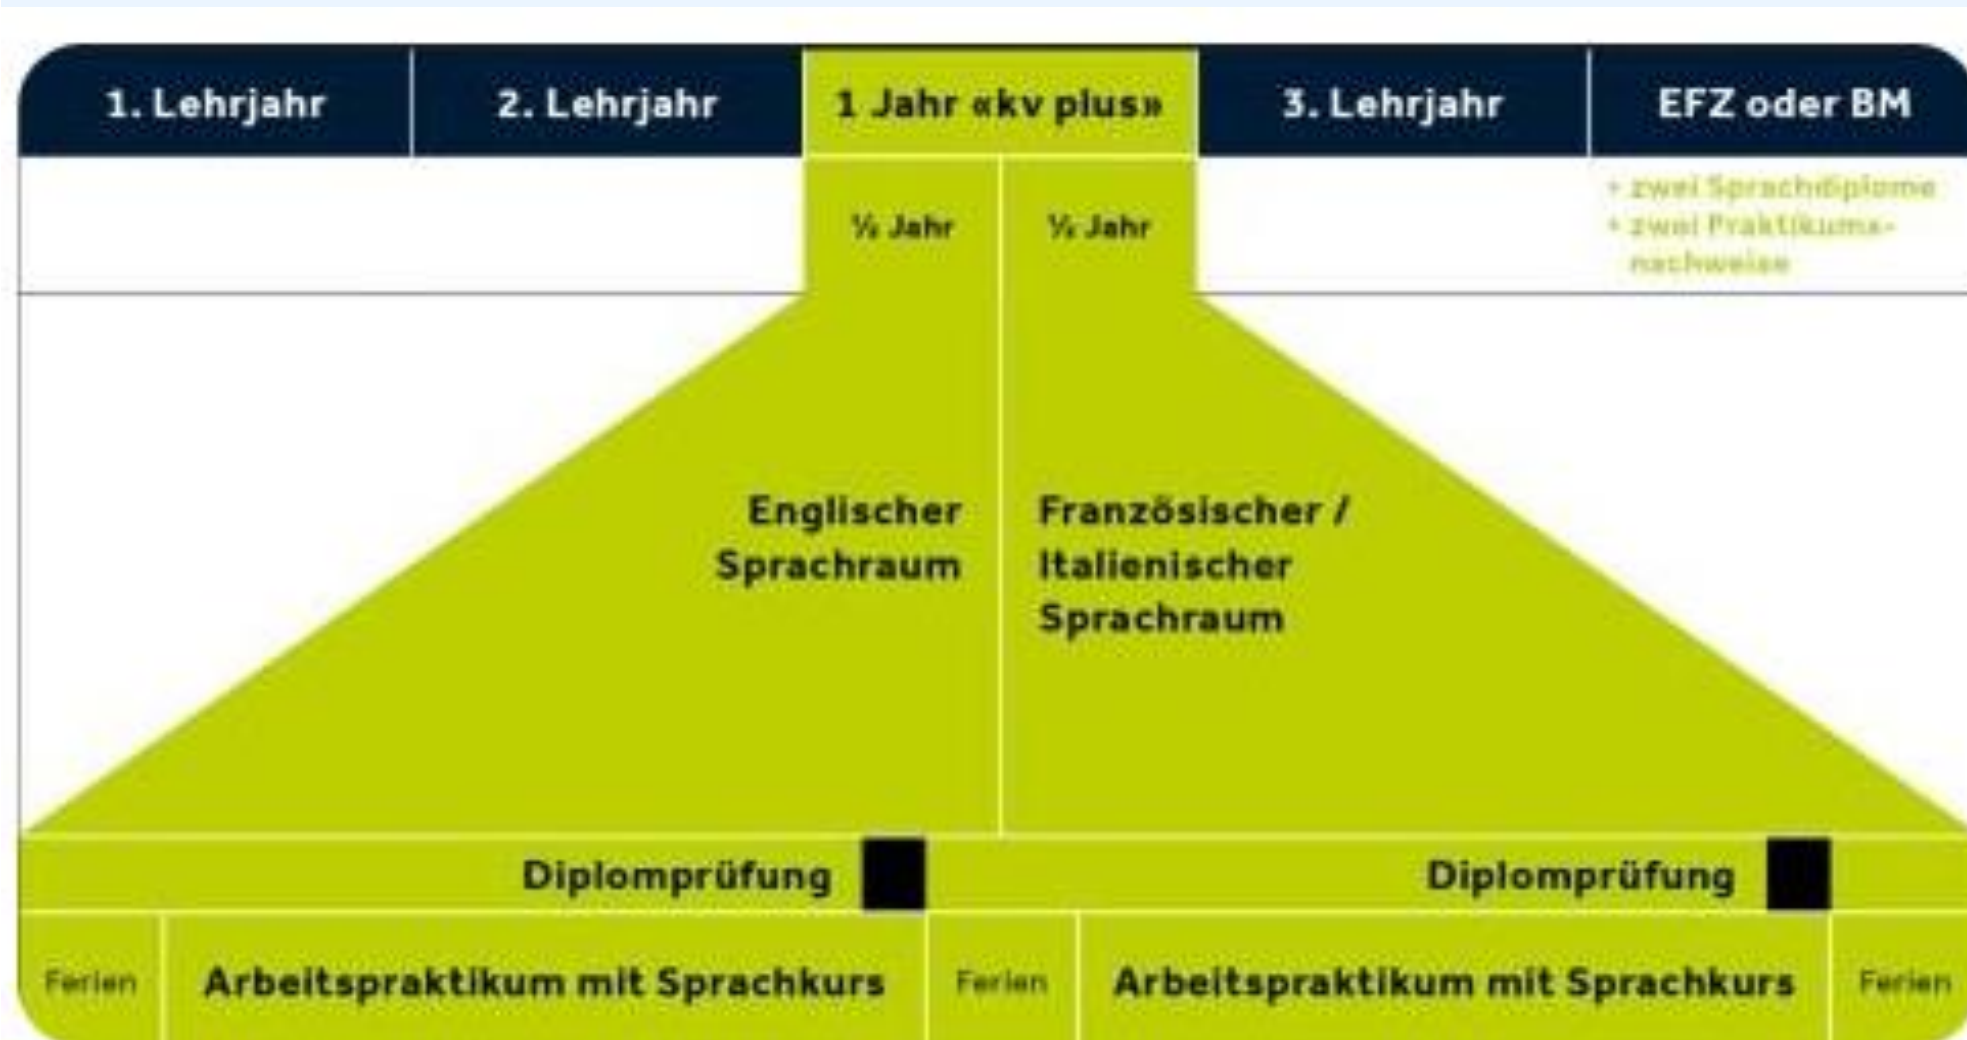 1. Lehrjahr
2. Lehrjahr
1 Jahr «kv plus»
3. Lehrjahr
EFZ oder BM
½ Jahr
½ Jahr
+ zwei Sprachdiplome
+ zwei Praktikums-
nachweise
Englischer
Sprachraum
Französischer /
Italienischer
Sprachraum
Diplomprüfung
Diplomprüfung
Ferien
Arbeitspraktikum mit Sprachkurs
Ferien
Arbeitspraktikum mit Sprachkurs
Ferien